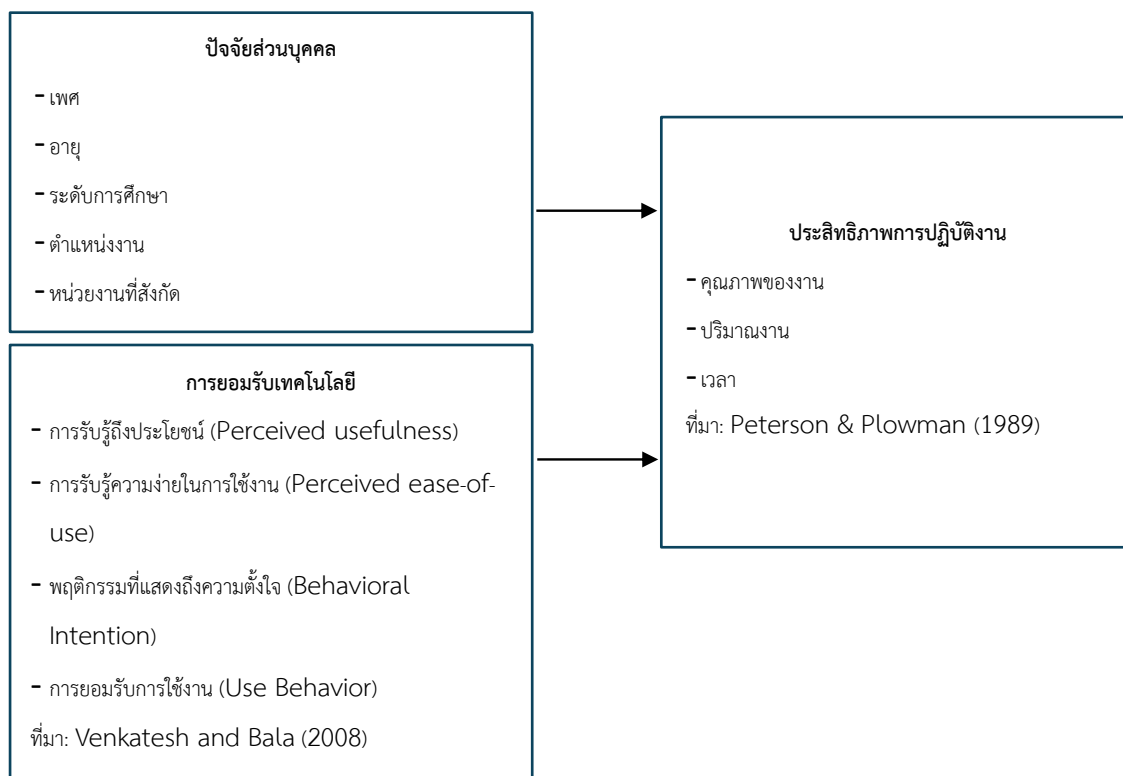 ปัจจัยส่วนบุคคล
- เพศ
- อายุ
- ระดับการศึกษา
- ตำแหน่งงาน
- หน่วยงานที่สังกัด
การยอมรับเทคโนโลยี
- การรับรู้ถึงประโยชน์ (Perceived usefulness)
- การรับรู้ความง่ายในการใช้งาน (Perceived ease-of-
use)
- พฤติกรรมที่แสดงถึงความตั้งใจ (Behavioral
Intention)
- การยอมรับการใช้งาน (Use Behavior)
ที่มา: Venkatesh and Bala (2008)
ประสิทธิภาพการปฏิบัติงาน
- คุณภาพของงาน
- ปริมาณงาน
- เวลา
ที่มา: Peterson & Plowman (1989)